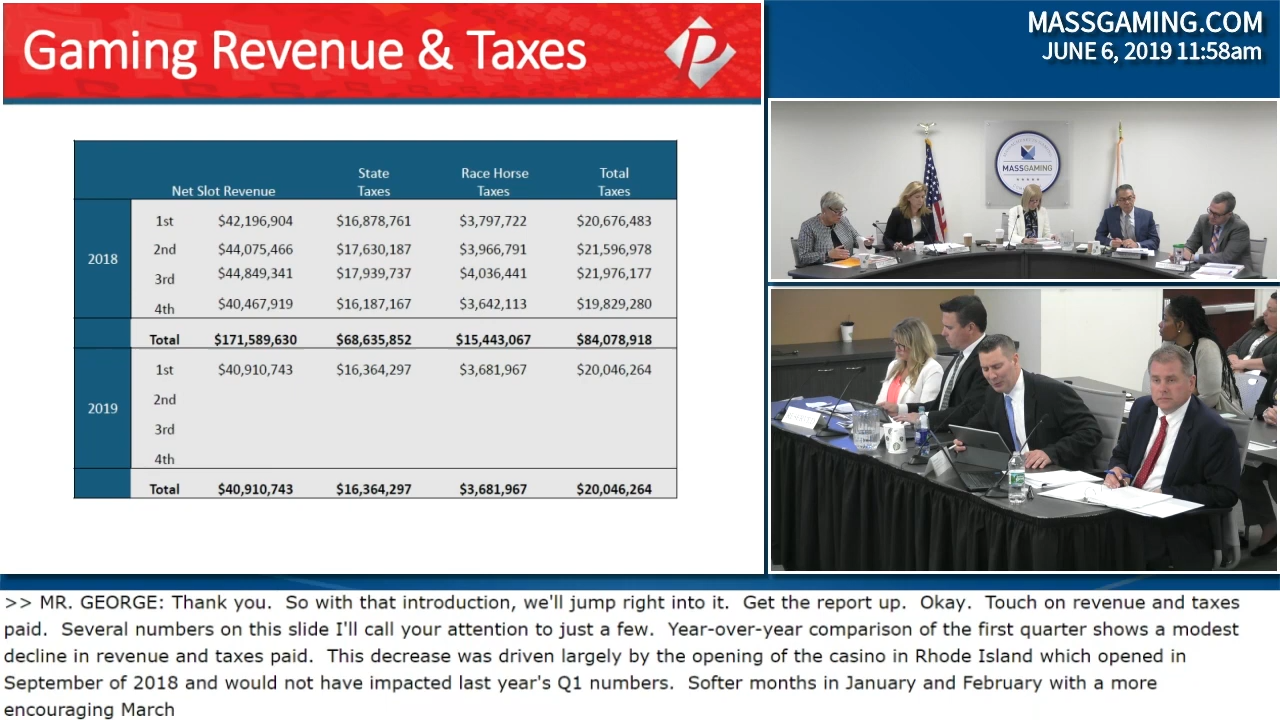 Gaming Revenue & Taxes
MASSGAMING.COM
JUNE 6, 2019 11:58am
Net Slot Revenue State Taxes Race Horse Taxes Total Taxes
2018
1st $42,196,904 $16,878,761 $3,797,722 $20,676,483
2nd $44,075,466 $17,630,187 $3,966,791 $21,596,978
3rd $44,849,341 $17,939,737 $4,036,441 $21,976,177
4th $40,467,919 $16,187,167 $3,642,113 $19,829,280
Total $171,589,630 $68,635,852 $15,443,067 $84,078,918
2019
1st $40,910,743 $16,364,297 $3,681,967 $20,046,264
2nd
3rd
4th
Total $40,910,743 $16,364,297 $3,681,967 $20,046,264
MASSGAMING
>> MR. GEORGE: Thank you. So with that introduction, we'll jump right into it. Get the report up. Okay. Touch on revenue and taxes
paid. Several numbers on this slide I'll call your attention to just a few. Year-over-year comparison of the first quarter shows a modest
decline in revenue and taxes paid. This decrease was driven largely by the opening of the casino in Rhode Island which opened in
September of 2018 and would not have impacted last year's Q1 numbers. Softer months in January and February with a more
encouraging March